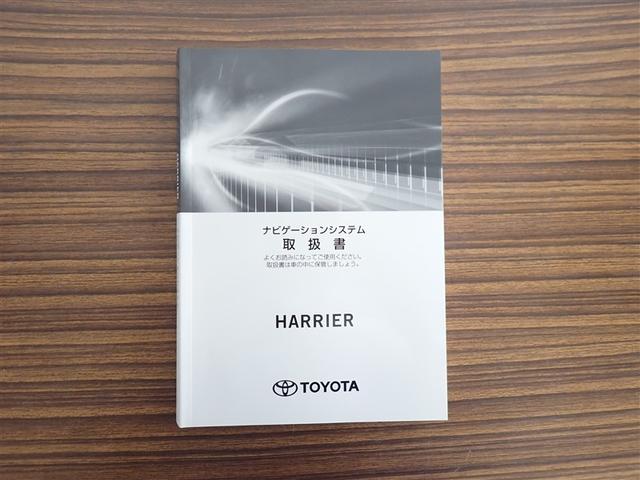 ナビゲーションシステム
取扱書
よくお読みになってご使用ください。
取扱書は車の中に保管しましょう。
HARRIER
TOYOTA
HARRIER